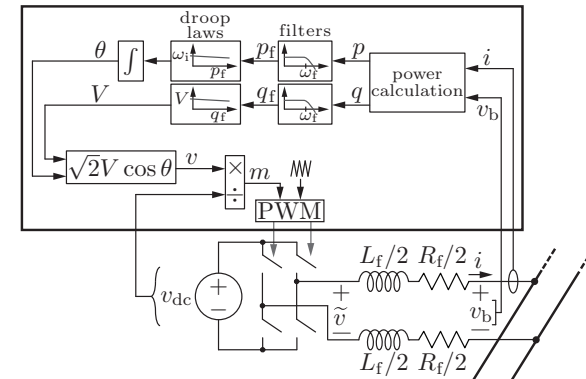 droop
laws
filters
θ
∫
ω_i
p_f
p_f
ω_f
p
power
calculation
i
V
V
q_f
q_f
ω_f
q
v_b
√2V cos θ
v
×
÷
m
PWM
v_dc
+
−
L_f/2
R_f/2
i
+
ṽ
−
+
v_b
−
L_f/2
R_f/2